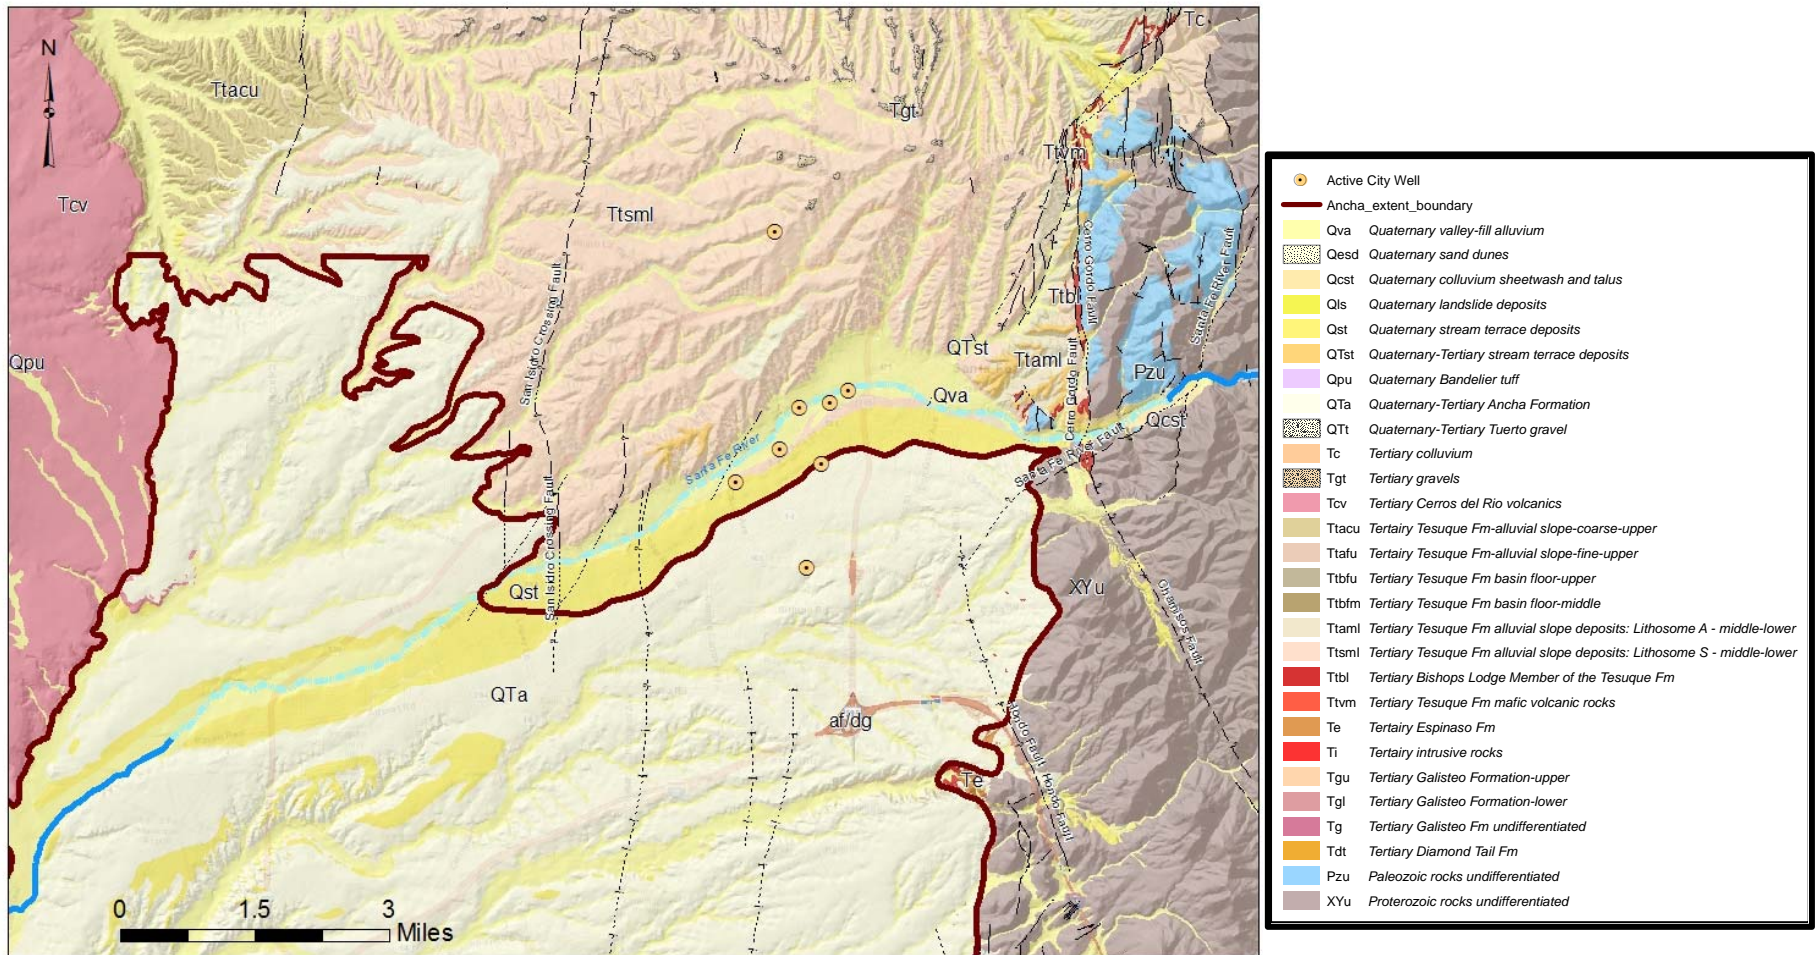 N
Tc
Ttacu
Tgt
Ttvm
Tcv
Ttsml
Cerro Gordo Fault
Santa Fe River Fault
San Isidro Crossing Fault
Ttbl
Qpu
QTst
Ttaml
Pzu
Cerro Gordo Fault
Qva
Qcst
Santa Fe River
Santa Fe River Fault
San Isidro Crossing Fault
Qst
XYu
Chamisos Fault
QTa
af/dg
Hondo Fault
Hondo Fault
Te
0 1.5 3
Miles
Active City Well
Ancha_extent_boundary
Qva Quaternary valley-fill alluvium
Qesd Quaternary sand dunes
Qcst Quaternary colluvium sheetwash and talus
Qls Quaternary landslide deposits
Qst Quaternary stream terrace deposits
QTst Quaternary-Tertiary stream terrace deposits
Qpu Quaternary Bandelier tuff
QTa Quaternary-Tertiary Ancha Formation
QTt Quaternary-Tertiary Tuerto gravel
Tc Tertiary colluvium
Tgt Tertiary gravels
Tcv Tertiary Cerros del Rio volcanics
Ttacu Tertiary Tesuque Fm-alluvial slope-coarse-upper
Ttafu Tertairy Tesuque Fm-alluvial slope-fine-upper
Ttbfu Tertiary Tesuque Fm basin floor-upper
Ttbfm Tertiary Tesuque Fm basin floor-middle
Ttaml Tertiary Tesuque Fm alluvial slope deposits: Lithosome A - middle-lower
Ttsml Tertiary Tesuque Fm alluvial slope deposits: Lithosome S - middle-lower
Ttbl Tertiary Bishops Lodge Member of the Tesuque Fm
Ttvm Tertiary Tesuque Fm mafic volcanic rocks
Te Tertairy Espinaso Fm
Ti Tertairy intrusive rocks
Tgu Tertiary Galisteo Formation-upper
Tgl Tertiary Galisteo Formation-lower
Tg Tertiary Galisteo Fm undifferentiated
Tdt Tertiary Diamond Tail Fm
Pzu Paleozoic rocks undifferentiated
XYu Proterozoic rocks undifferentiated